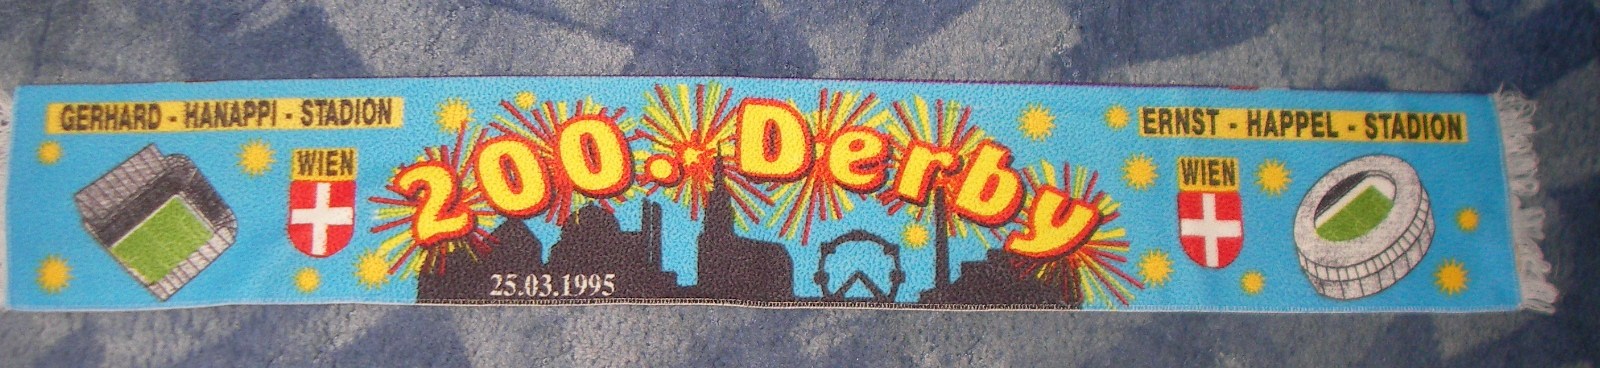 GERHARD - HANAPPI - STADION
WIEN
200. Derby
25.03.1995
ERNST - HAPPEL - STADION
WIEN